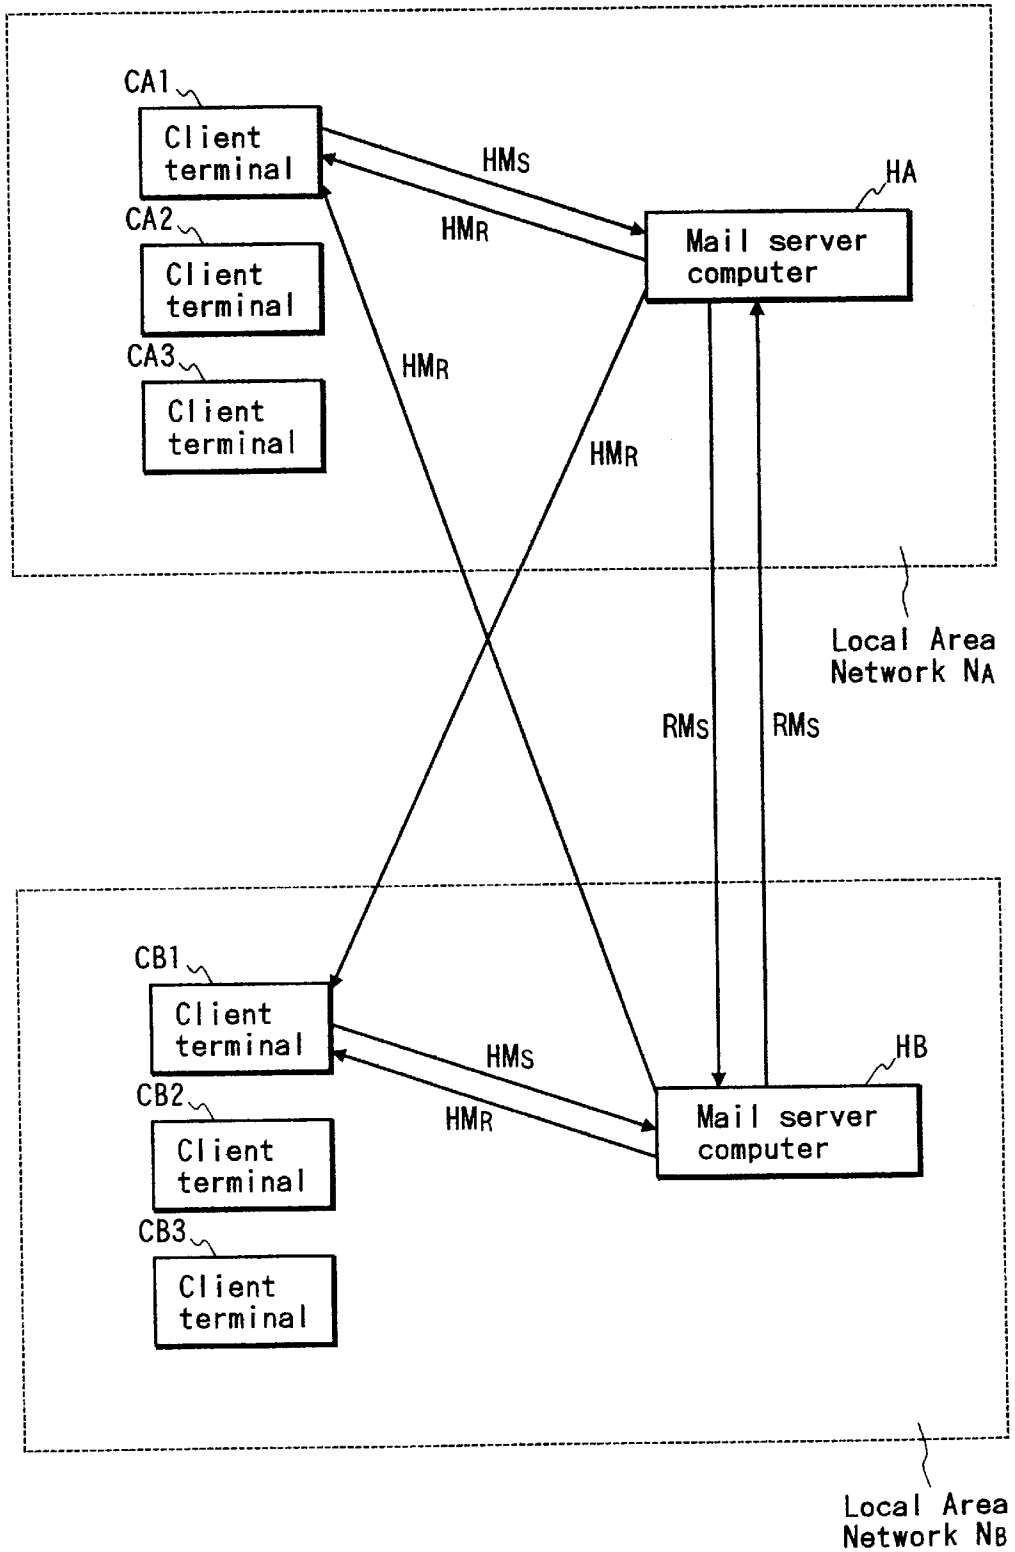 CA1
Client
terminal
HMS
HA
CA2
HMR
Mail server
computer
Client
terminal
CA3
HMR
Client
terminal
HMR
Local Area
Network NA
RMS
RMS
CB1
Client
terminal
HMS
HB
CB2
HMR
Mail server
computer
Client
terminal
CB3
Client
terminal
Local Area
Network NB